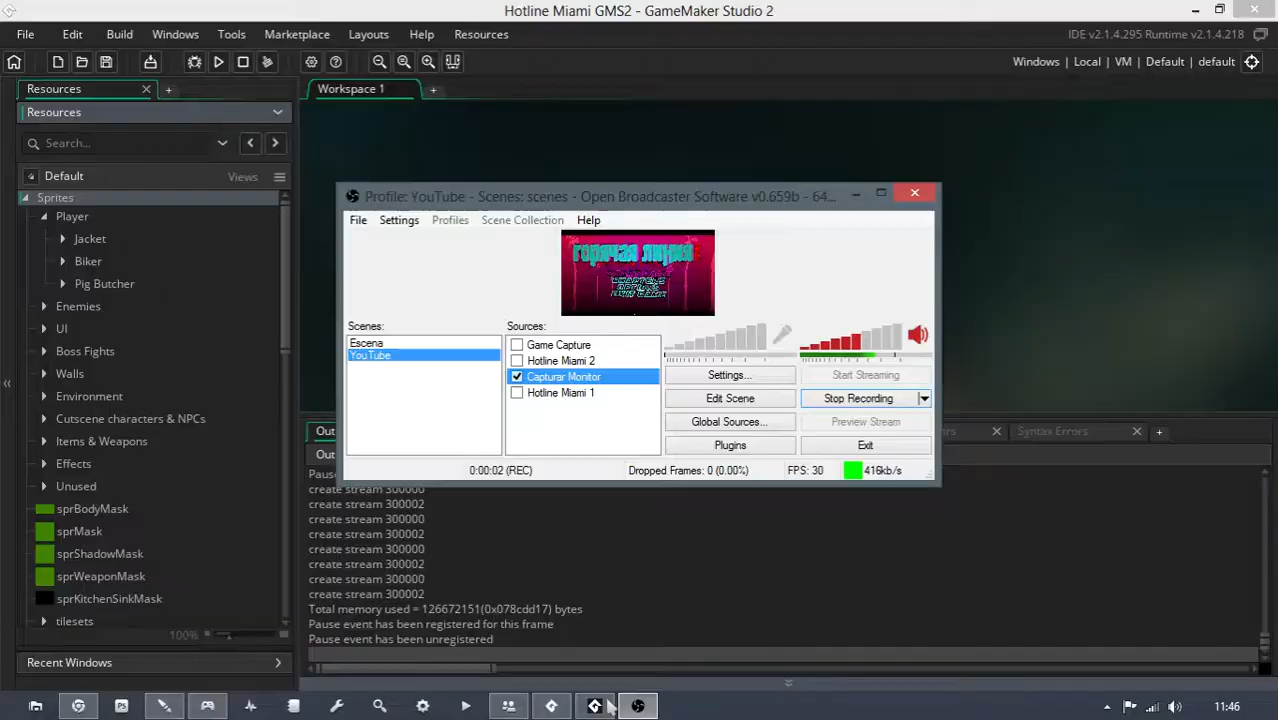 Hotline Miami GMS2 - GameMaker Studio 2
File Edit Build Windows Tools Marketplace Layouts Help Resources
IDE v2.1.4.295 Runtime v2.1.4.218
Windows | Local | VM | Default | default
Resources
Workspace 1
Resources
Search...
Default
Views
Sprites
Player
Jacket
Biker
Pig Butcher
Enemies
UI
Boss Fights
Walls
Environment
Cutscene characters & NPCs
Items & Weapons
Effects
Unused
sprBodyMask
sprMask
sprShadowMask
sprWeaponMask
sprKitchenSinkMask
tilesets
100%
Recent Windows
Profile: YouTube - Scenes: scenes - Open Broadcaster Software v0.659b - 64...
File Settings Profiles Scene Collection Help
ГОРЯЧАЯ ЛИНИЯ
Scenes:
Escena
YouTube
Sources:
Game Capture
Hotline Miami 2
Capturar Monitor
Hotline Miami 1
Settings... Start Streaming
Edit Scene Stop Recording
Global Sources... Preview Stream
Plugins Exit
0:00:02 (REC) Dropped Frames: 0 (0.00%) FPS: 30 416kb/s
Out
Syntax Errors
Out
create stream 300000
create stream 300002
create stream 300000
create stream 300002
create stream 300000
create stream 300002
create stream 300000
create stream 300002
Total memory used = 126672151(0x078cdd17) bytes
Pause event has been registered for this frame
Pause event has been unregistered
11:46